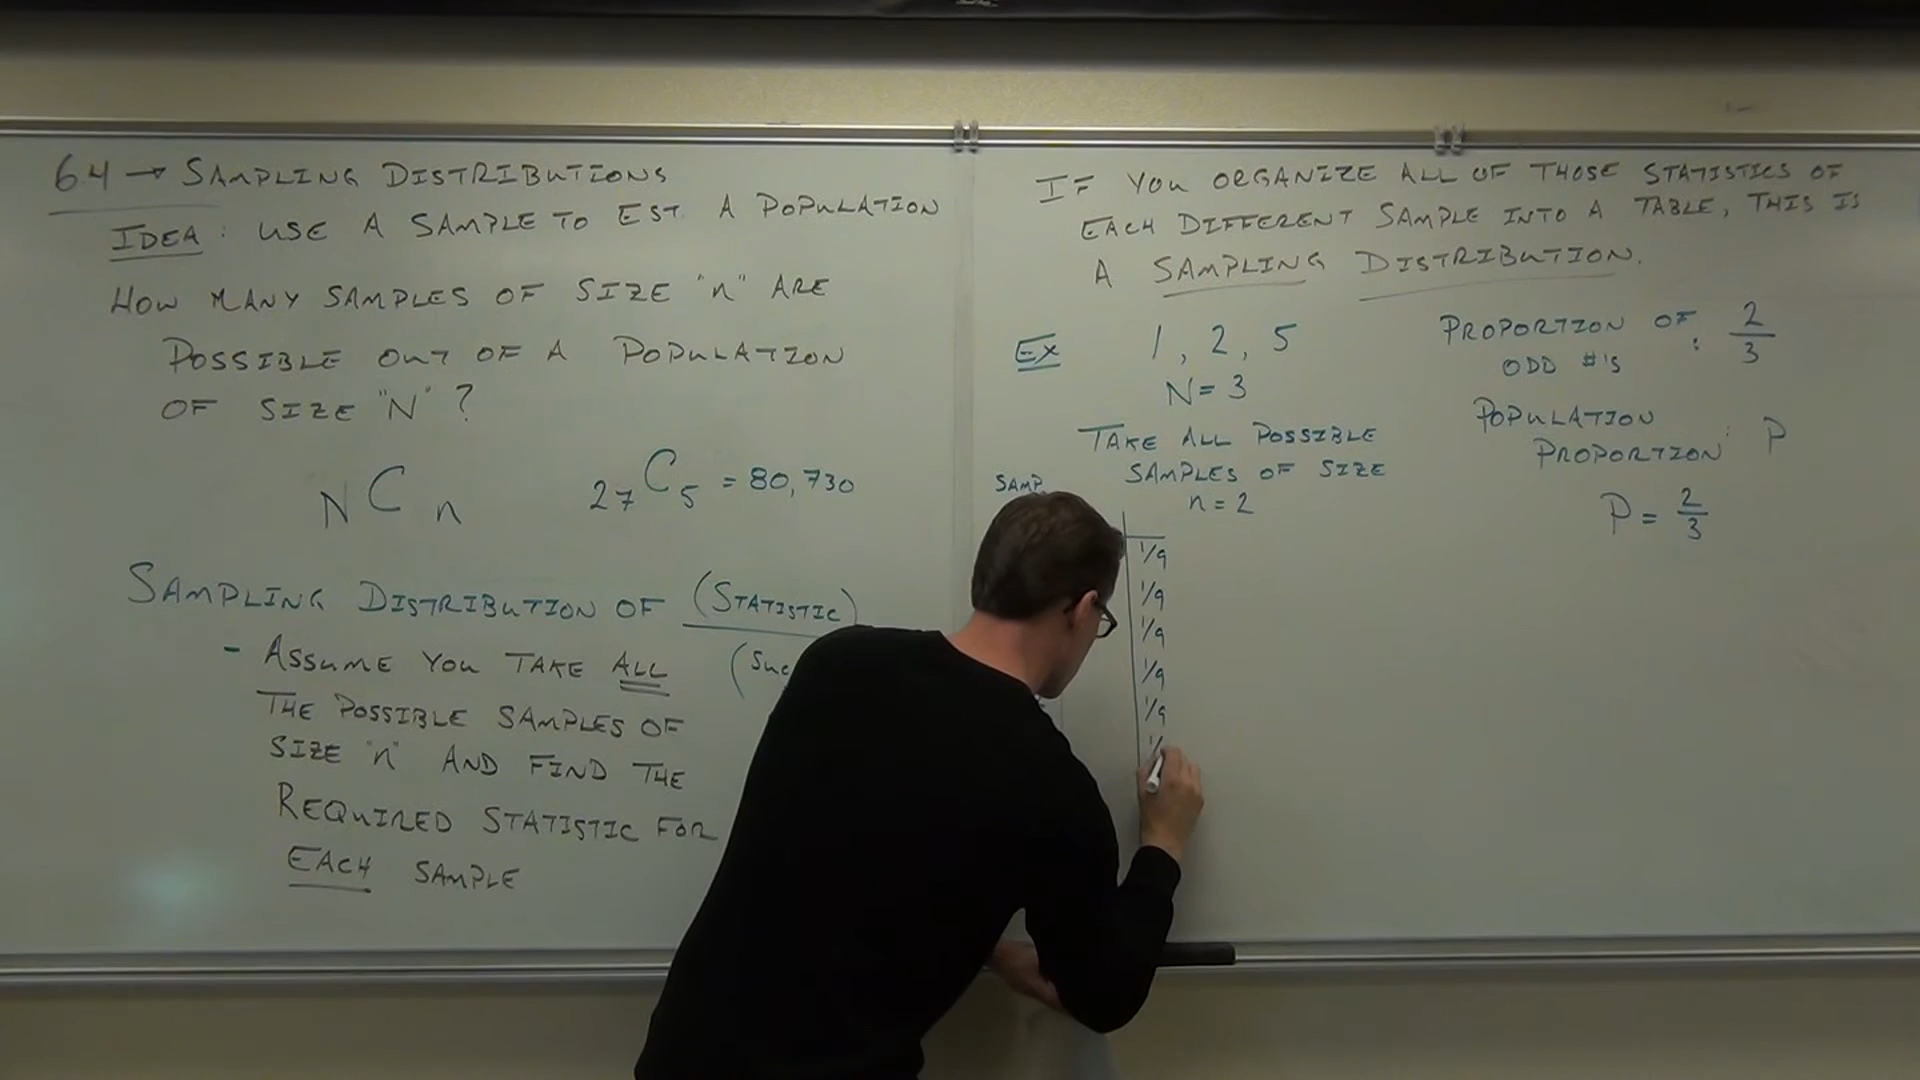 6.4 → SAMPLING DISTRIBUTIONS
IDEA: USE A SAMPLE TO EST. A POPULATION
HOW MANY SAMPLES OF SIZE "n" ARE
POSSIBLE OUT OF A POPULATION
OF SIZE "N"?
NCn
27C5 = 80,730
SAMPLING DISTRIBUTION OF (STATISTIC)
- ASSUME YOU TAKE ALL
THE POSSIBLE SAMPLES OF
SIZE "n" AND FIND THE
REQUIRED STATISTIC FOR
EACH SAMPLE
IF YOU ORGANIZE ALL OF THOSE STATISTICS OF
EACH DIFFERENT SAMPLE INTO A TABLE, THIS IS
A SAMPLING DISTRIBUTION.
EX
1, 2, 5
N = 3
TAKE ALL POSSIBLE
SAMPLES OF SIZE
n = 2
SAMP
1/9
1/9
1/9
1/9
1/9
1/
PROPORTION OF
ODD #'S
: 2/3
POPULATION
PROPORTION: P
P = 2/3